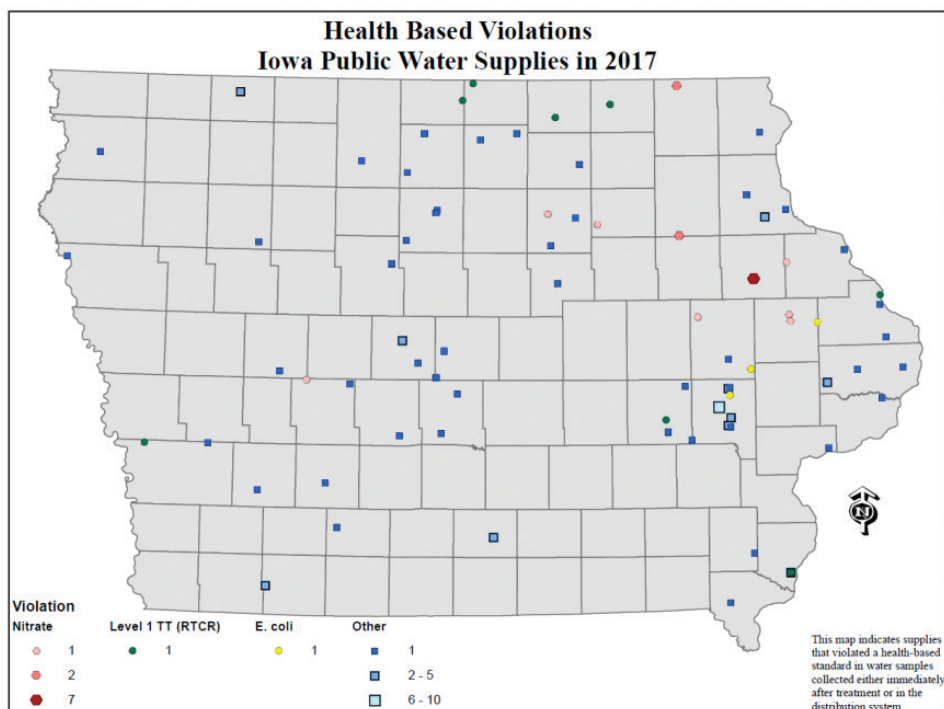 Health Based Violations
Iowa Public Water Supplies in 2017
N
Violation
Nitrate
1
2
7
Level 1 TT (RTCR)
1
E. coli
1
Other
1
2 - 5
6 - 10
This map indicates supplies
that violated a health-based
standard in water samples
collected either immediately
after treatment or in the
distribution system